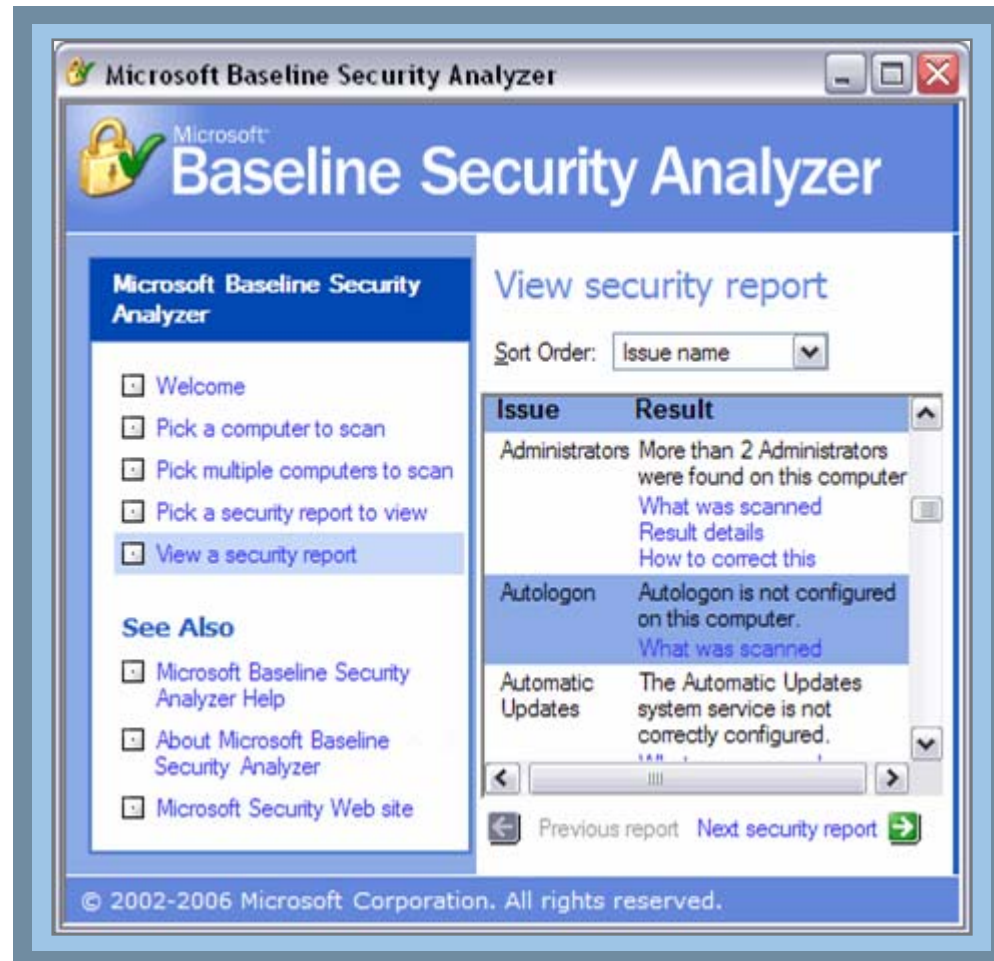 Microsoft Baseline Security Analyzer
Microsoft
Baseline Security Analyzer
Microsoft Baseline Security
Analyzer
Welcome
Pick a computer to scan
Pick multiple computers to scan
Pick a security report to view
View a security report
See Also
Microsoft Baseline Security
Analyzer Help
About Microsoft Baseline
Security Analyzer
Microsoft Security Web site
View security report
Sort Order: Issue name
Issue Result
Administrators More than 2 Administrators
were found on this computer
What was scanned
Result details
How to correct this
Autologon Autologon is not configured
on this computer.
What was scanned
Automatic The Automatic Updates
Updates system service is not
correctly configured.
Previous report Next security report
© 2002-2006 Microsoft Corporation. All rights reserved.